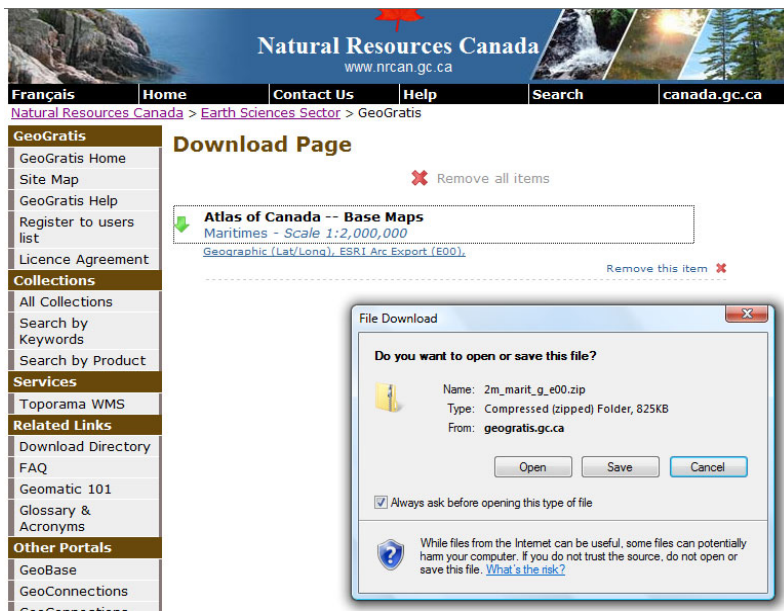 Natural Resources Canada
www.nrcan.gc.ca
Français Home Contact Us Help Search canada.gc.ca
Natural Resources Canada > Earth Sciences Sector > GeoGratis
GeoGratis
GeoGratis Home
Site Map
GeoGratis Help
Register to users
list
Licence Agreement
Collections
All Collections
Search by
Keywords
Search by Product
Services
Toporama WMS
Related Links
Download Directory
FAQ
Geomatic 101
Glossary &
Acronyms
Other Portals
GeoBase
GeoConnections
Download Page
Remove all items
Atlas of Canada -- Base Maps
Maritimes - Scale 1:2,000,000
Geographic (Lat/Long), ESRI Arc Export (E00),
Remove this item
File Download
Do you want to open or save this file?
Name: 2m_marit_g_e00.zip
Type: Compressed (zipped) Folder, 825KB
From: geogratis.gc.ca
Open Save Cancel
Always ask before opening this type of file
While files from the Internet can be useful, some files can potentially
harm your computer. If you do not trust the source, do not open or
save this file. What's the risk?